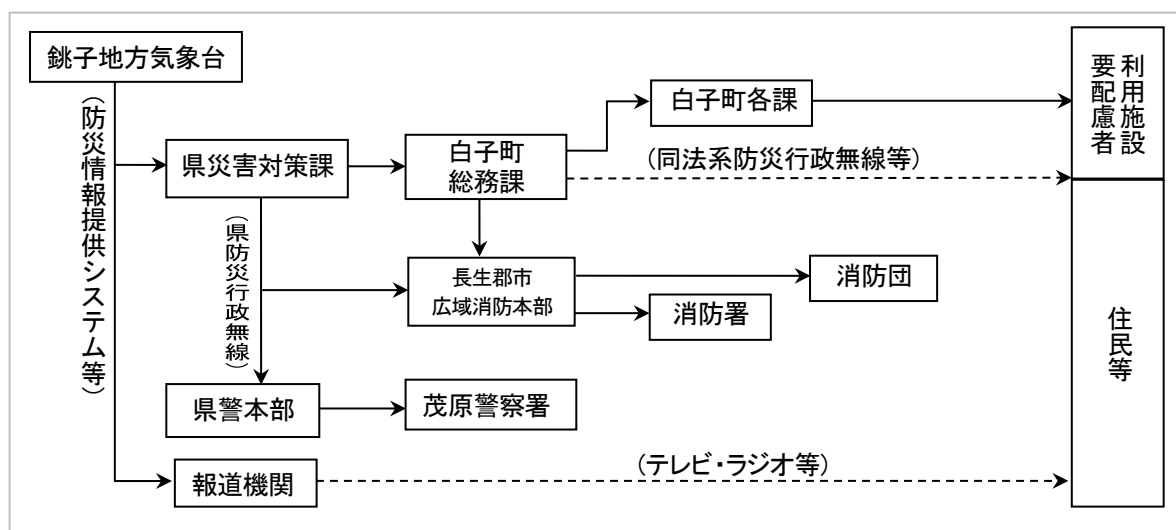 銚子地方気象台
(防災情報提供システム等)
県災害対策課
(県防災行政無線)
白子町
総務課
白子町各課
(同法系防災行政無線等)
要配慮者
利用施設
長生郡市
広域消防本部
消防団
消防署
住民等
県警本部
茂原警察署
報道機関
(テレビ・ラジオ等)